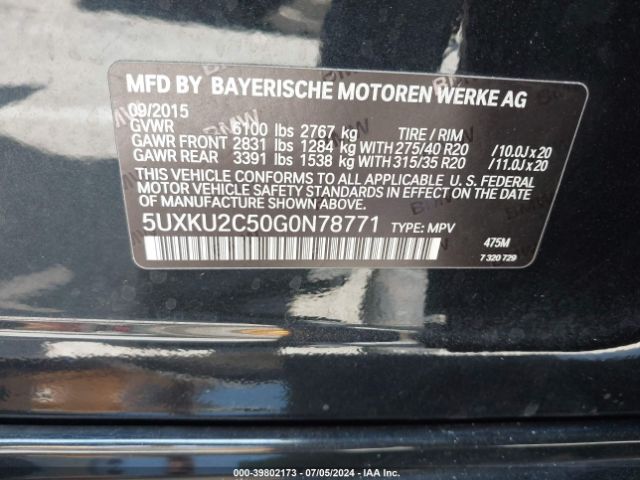 MFD BY BAYERISCHE MOTOREN WERKE AG
09/2015
GVWR 6100 lbs 2767 kg TIRE / RIM
GAWR FRONT 2831 lbs 1284 kg WITH 275/40 R20 /10.0J x 20
GAWR REAR 3391 lbs 1538 kg WITH 315/35 R20 /11.0J x 20
THIS VEHICLE CONFORMS TO ALL APPLICABLE U. S. FEDERAL
MOTOR VEHICLE SAFETY STANDARDS IN EFFECT ON THE
DATE OF MANUFACTURE SHOWN ABOVE.
5UXKU2C50G0N78771 TYPE: MPV
475M
7 320 729
000-39802173 - 07/05/2024 - IAA Inc.